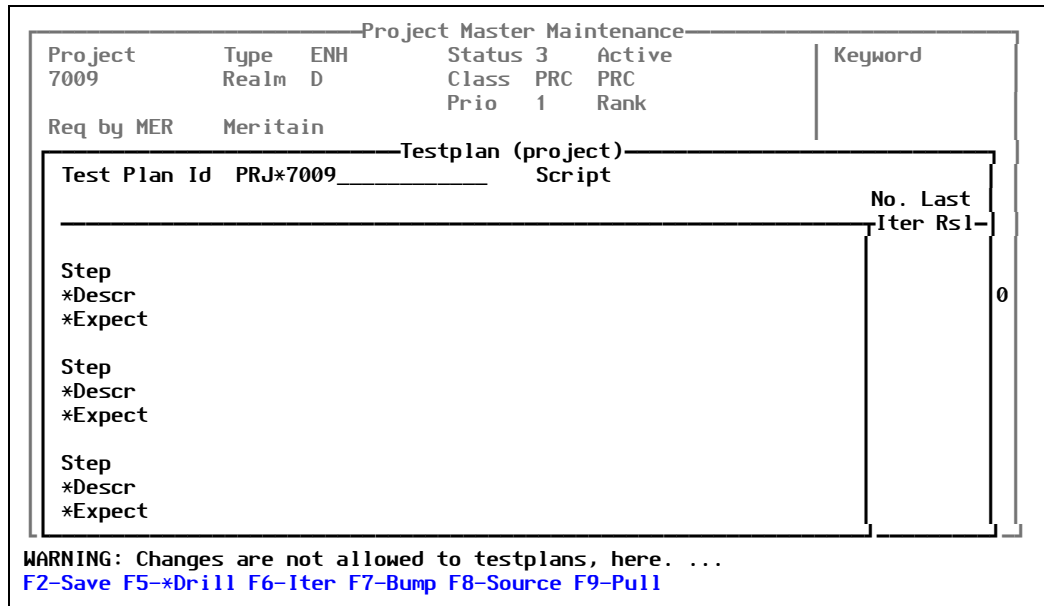 Project Master Maintenance
Project Type ENH Status 3 Active Keyword
7009 Realm D Class PRC PRC
Prio 1 Rank
Req by MER Meritain
Testplan (project)
Test Plan Id PRJ*7009____________ Script
No. Last
Iter Rsl
Step
*Descr 0
*Expect
Step
*Descr
*Expect
Step
*Descr
*Expect
WARNING: Changes are not allowed to testplans, here. ...
F2-Save F5-*Drill F6-Iter F7-Bump F8-Source F9-Pull